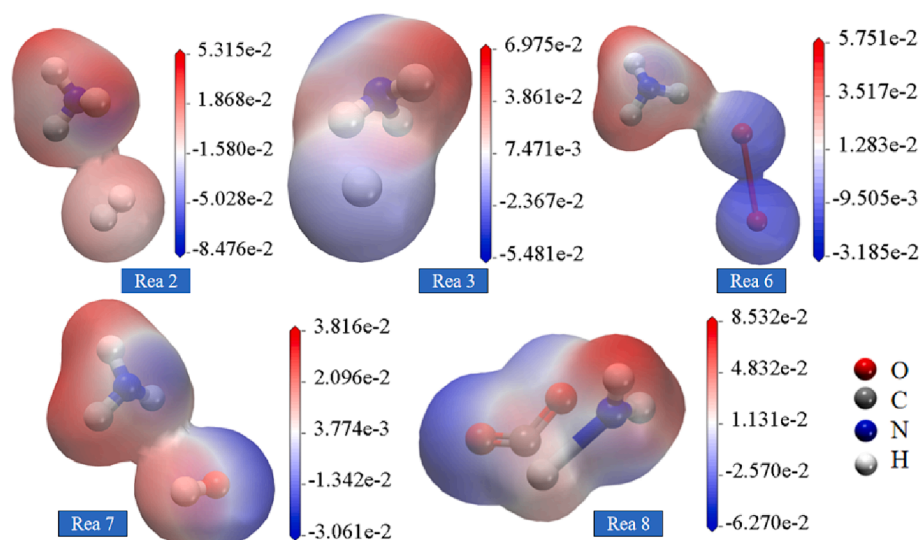 5.315e-2
1.868e-2
-1.580e-2
-5.028e-2
-8.476e-2
Rea 2
6.975e-2
3.861e-2
7.471e-3
-2.367e-2
-5.481e-2
Rea 3
5.751e-2
3.517e-2
1.283e-2
-9.505e-3
-3.185e-2
Rea 6
3.816e-2
2.096e-2
3.774e-3
-1.342e-2
-3.061e-2
Rea 7
8.532e-2
4.832e-2
1.131e-2
-2.570e-2
-6.270e-2
Rea 8
O
C
N
H